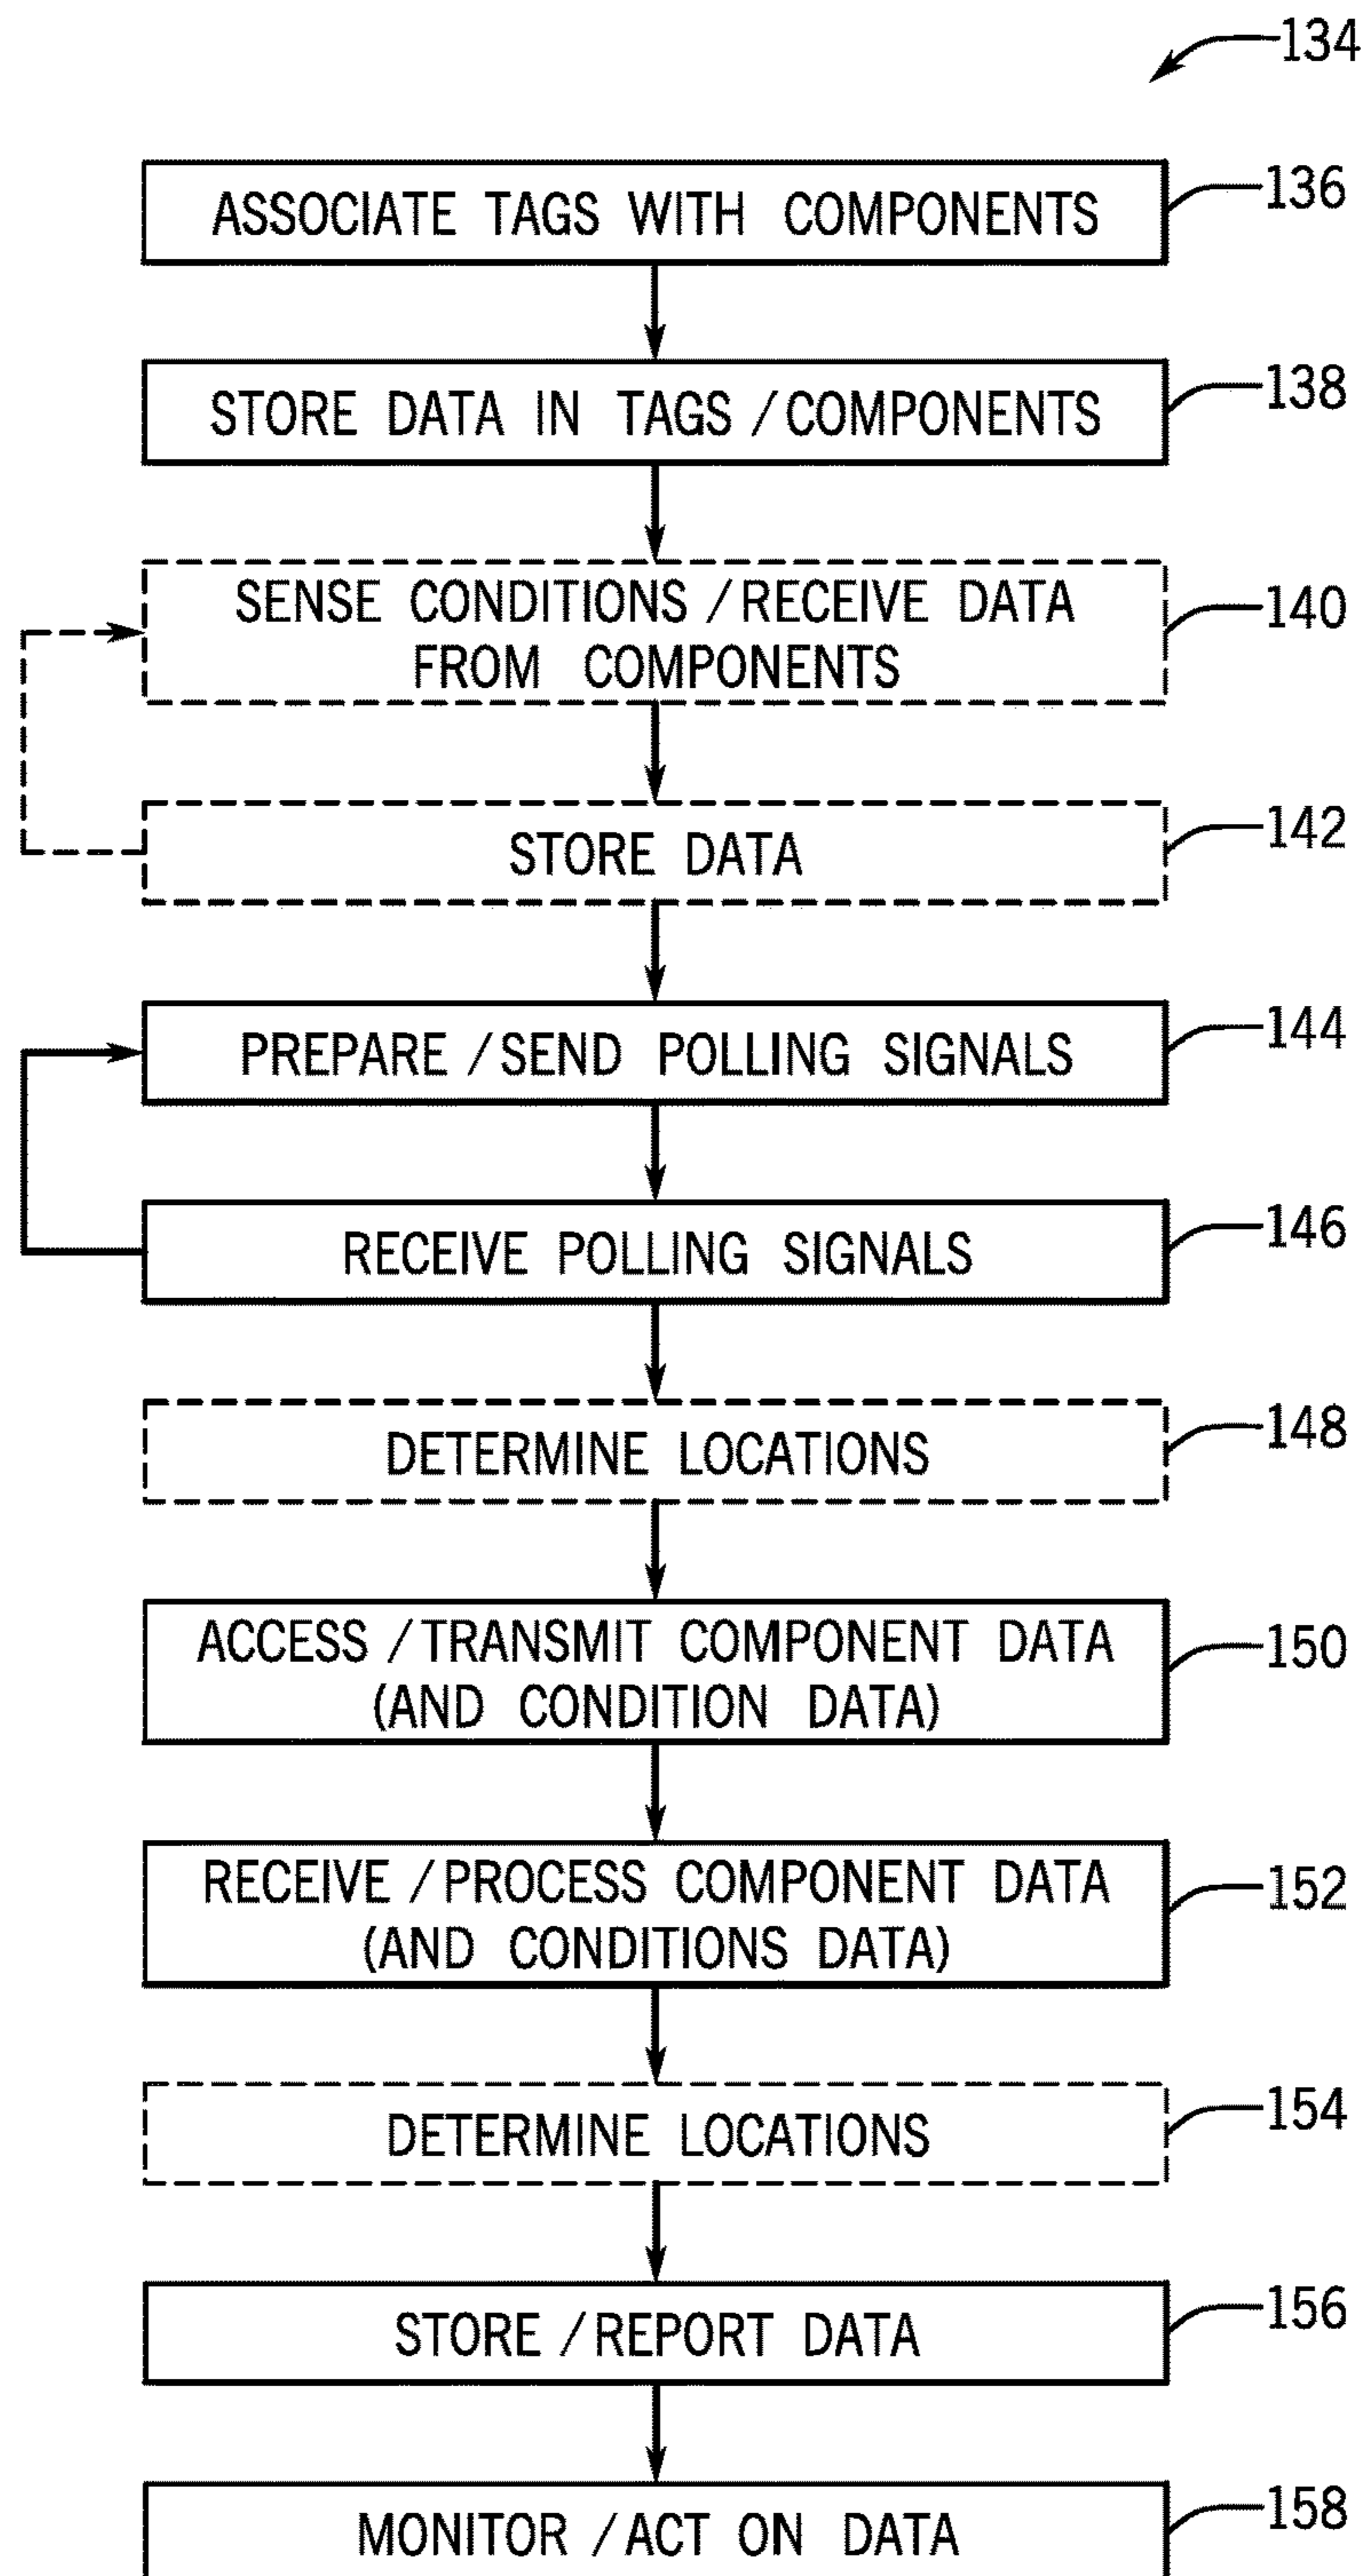 134
ASSOCIATE TAGS WITH COMPONENTS
136
STORE DATA IN TAGS /COMPONENTS
138
SENSE CONDITIONS /RECEIVE DATA
FROM COMPONENTS
140
STORE DATA
142
PREPARE /SEND POLLING SIGNALS
144
RECEIVE POLLING SIGNALS
146
DETERMINE LOCATIONS
148
ACCESS /TRANSMIT COMPONENT DATA
(AND CONDITION DATA)
150
RECEIVE /PROCESS COMPONENT DATA
(AND CONDITIONS DATA)
152
DETERMINE LOCATIONS
154
STORE /REPORT DATA
156
MONITOR /ACT ON DATA
158